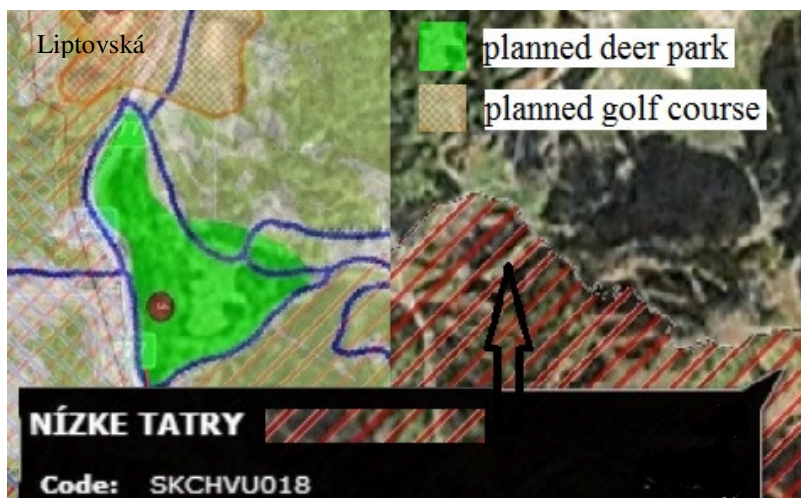 Liptovská
planned deer park
planned golf course
NÍZKE TATRY
Code: SKCHVU018